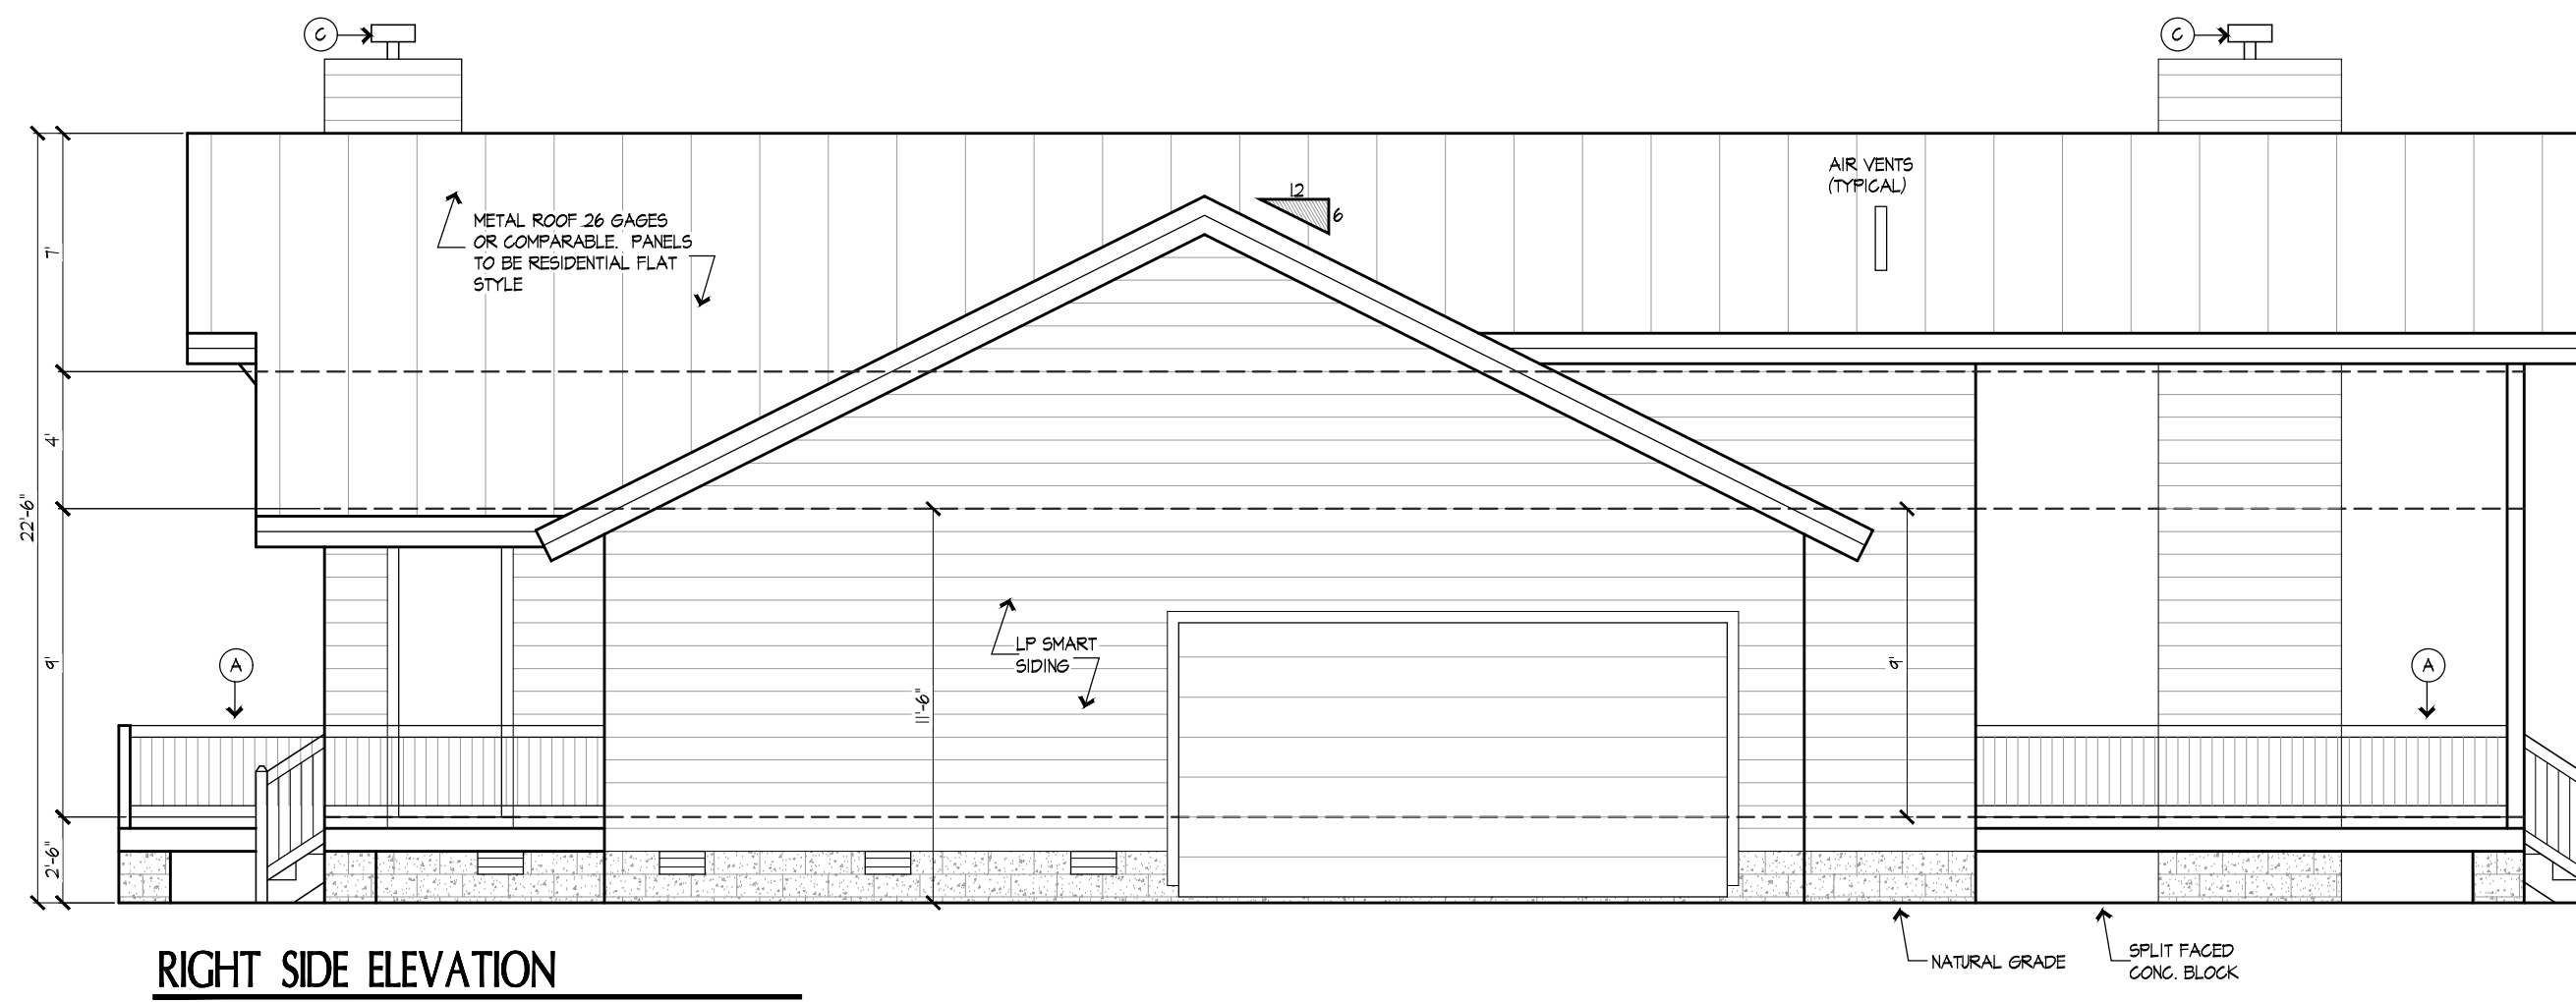 C
C
12
6
AIR VENTS
(TYPICAL)
METAL ROOF 26 GAGES
OR COMPARABLE. PANELS
TO BE RESIDENTIAL FLAT
STYLE
7'
4'
22'-6"
9'
2'-6"
A
LP SMART
SIDING
11'-6"
9'
A
NATURAL GRADE
SPLIT FACED
CONC. BLOCK
RIGHT SIDE ELEVATION